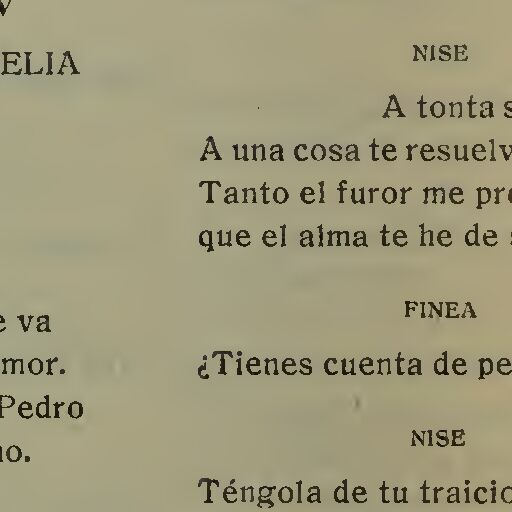 ELIA
va
mor.
Pedro
no.
NISE
A tonta
A una cosa te resuelv
Tanto el furor me pr
que el alma te he de
FINEA
¿Tienes cuenta de pe
NISE
Téngola de tu traicio